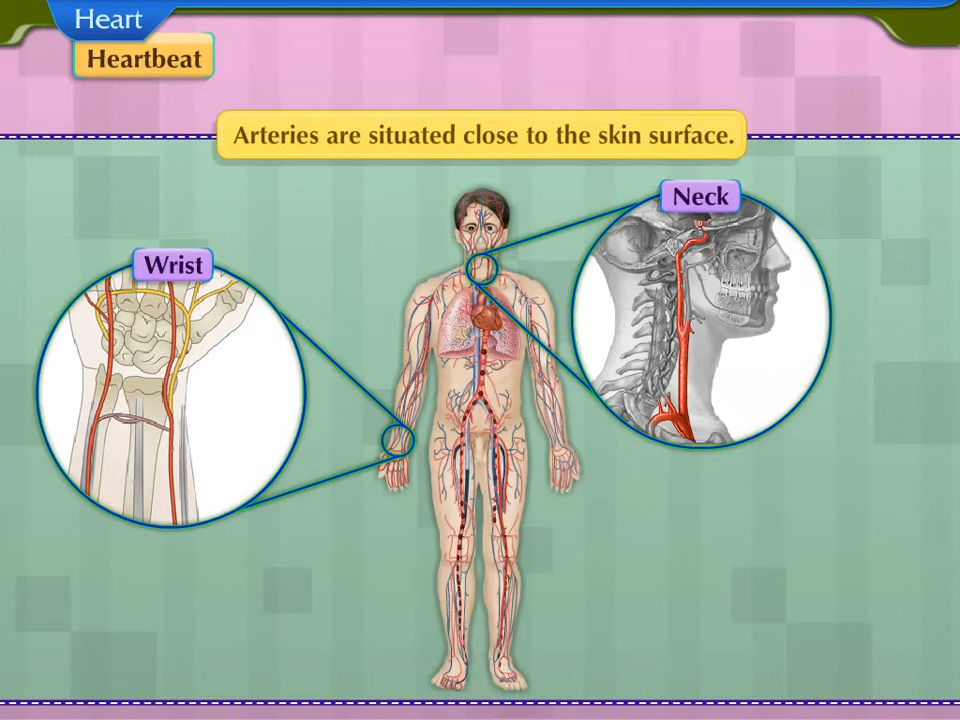 Heart
Heartbeat
Arteries are situated close to the skin surface.
Neck
Wrist